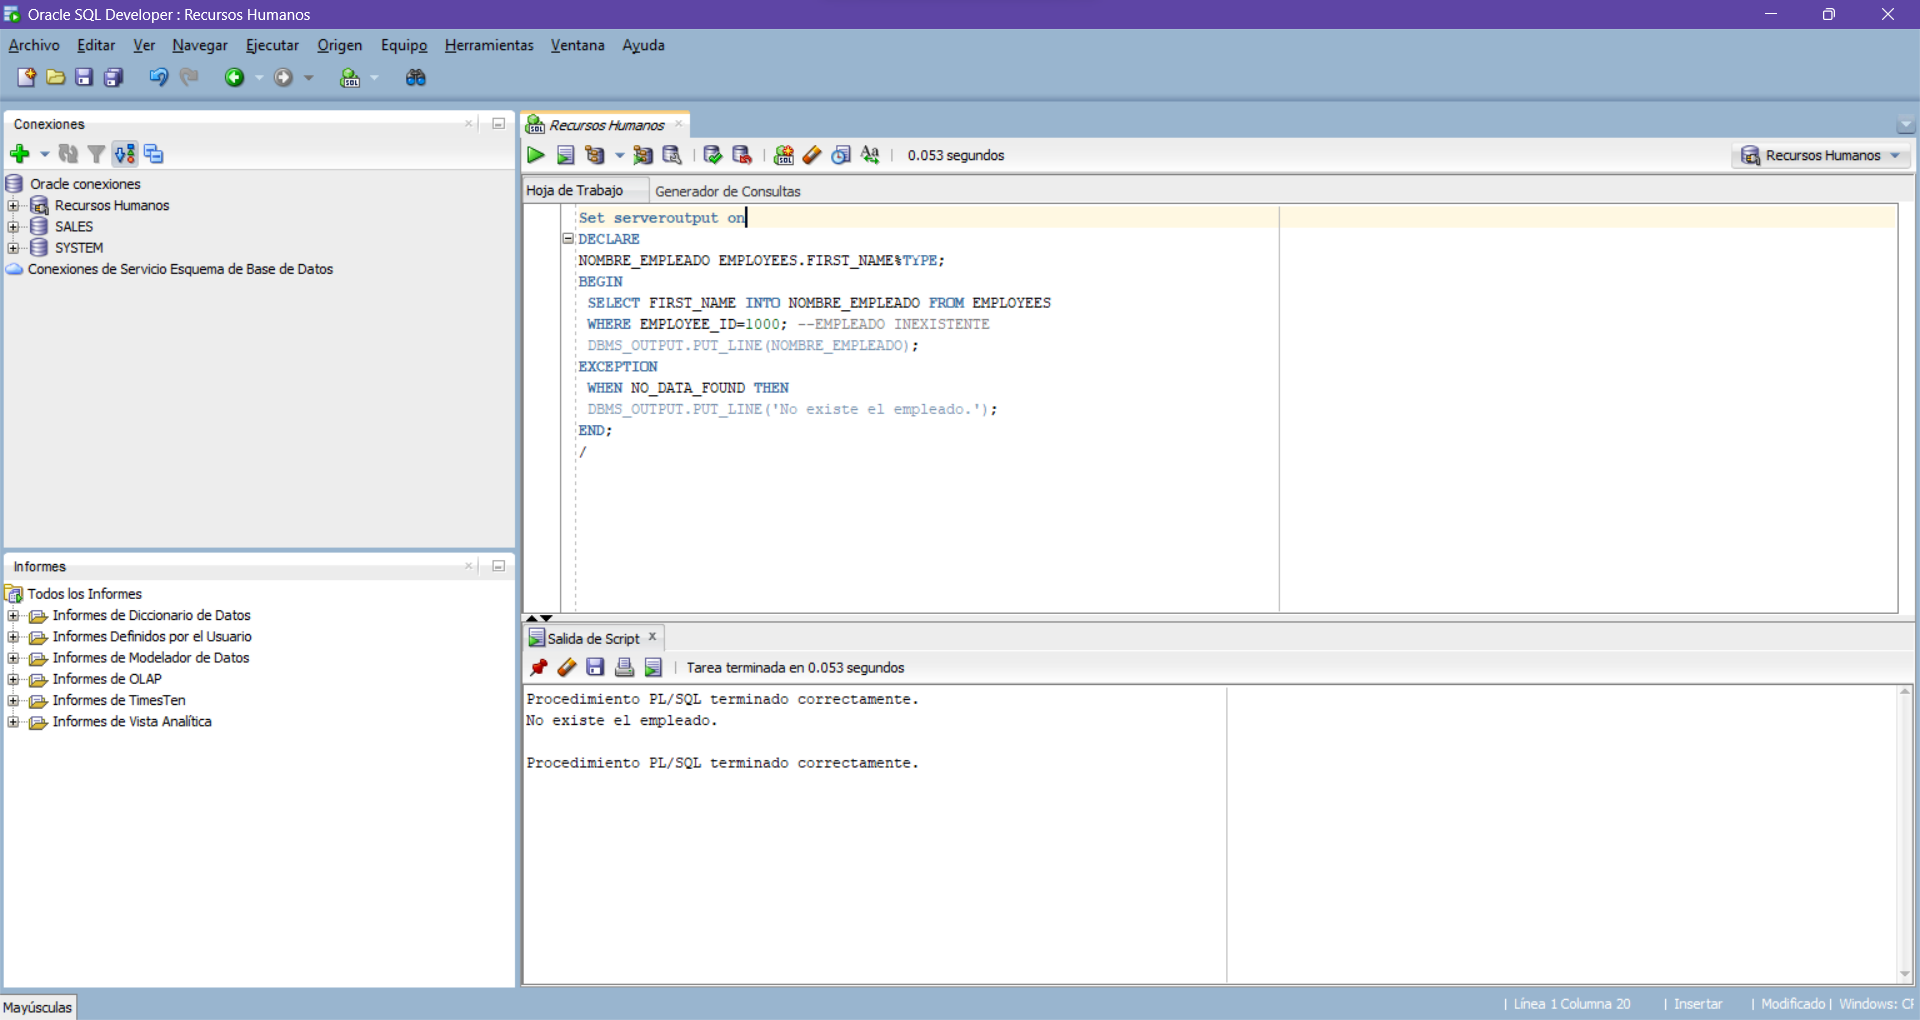 Oracle SQL Developer : Recursos Humanos
Archivo Editar Ver Navegar Ejecutar Origen Equipo Herramientas Ventana Ayuda
Conexiones
Oracle conexiones
Recursos Humanos
SALES
SYSTEM
Conexiones de Servicio Esquema de Base de Datos
Informes
Todos los Informes
Informes de Diccionario de Datos
Informes Definidos por el Usuario
Informes de Modelador de Datos
Informes de OLAP
Informes de TimesTen
Informes de Vista Analítica
Recursos Humanos
0.053 segundos
Recursos Humanos
Hoja de Trabajo Generador de Consultas
Set serveroutput on
DECLARE
NOMBRE_EMPLEADO EMPLOYEES.FIRST_NAME%TYPE;
BEGIN
SELECT FIRST_NAME INTO NOMBRE_EMPLEADO FROM EMPLOYEES
WHERE EMPLOYEE_ID=1000; --EMPLEADO INEXISTENTE
DBMS_OUTPUT.PUT_LINE(NOMBRE_EMPLEADO);
EXCEPTION
WHEN NO_DATA_FOUND THEN
DBMS_OUTPUT.PUT_LINE('No existe el empleado.');
END;
/
Salida de Script
Tarea terminada en 0.053 segundos
Procedimiento PL/SQL terminado correctamente.
No existe el empleado.
Procedimiento PL/SQL terminado correctamente.
Mayúsculas
| Línea 1 Columna 20 | Insertar | Modificado | Windows: CF